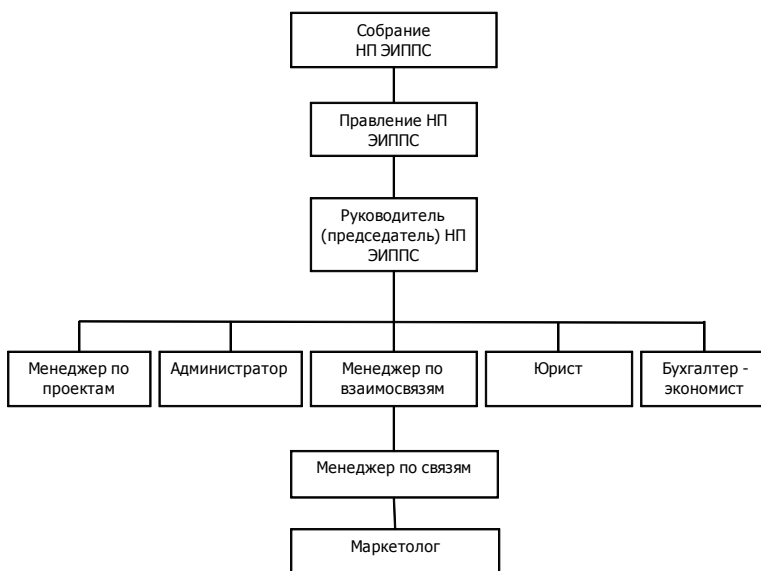 Собрание
НП ЭИППС
Правление НП
ЭИППС
Руководитель
(председатель) НП
ЭИППС
Менеджер по
проектам
Администратор
Менеджер по
взаимосвязям
Юрист
Бухгалтер -
экономист
Менеджер по связям
Маркетолог